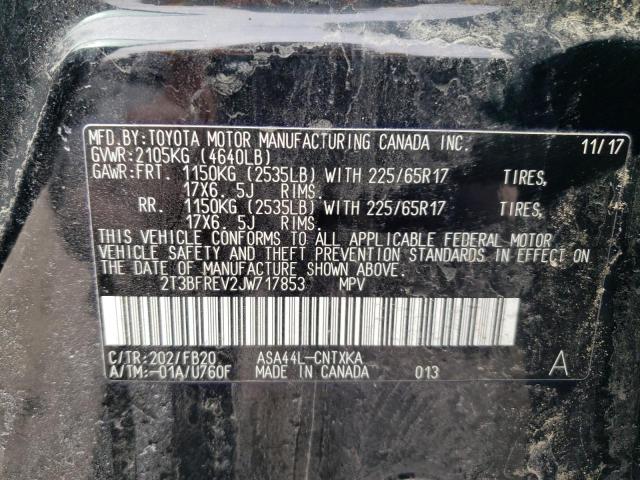 MFD.BY:TOYOTA MOTOR MANUFACTURING CANADA INC. 11/17
GVWR:2105KG (4640LB)
GAWR:FRT. 1150KG (2535LB) WITH 225/65R17 TIRES,
17X6.5J RIMS.
RR. 1150KG (2535LB) WITH 225/65R17 TIRES,
17X6.5J RIMS.
THIS VEHICLE CONFORMS TO ALL APPLICABLE FEDERAL MOTOR
VEHICLE SAFETY AND THEFT PREVENTION STANDARDS IN EFFECT ON
THE DATE OF MANUFACTURE SHOWN ABOVE.
2T3BFREV2JW717853 MPV
C/TR:202/FB20 ASA44L-CNTXKA
A/TM:-01A/U760F MADE IN CANADA 013 A